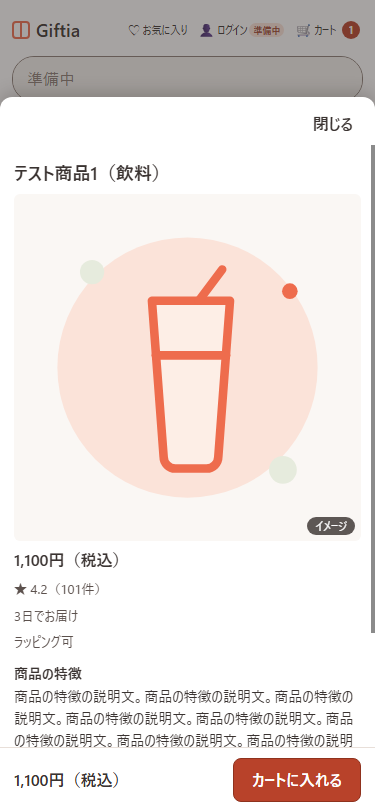 Giftia
♡ お気に入り
ログイン 準備中
カート 1
準備中
閉じる
テスト商品1（飲料）
イメージ
1,100円（税込）
★ 4.2（101件）
3日でお届け
ラッピング可
商品の特徴
商品の特徴の説明文。商品の特徴の説明文。商品の特徴の
説明文。商品の特徴の説明文。商品の特徴の説明文。商品
の特徴の説明文。商品の特徴の説明文。商品の特徴の説明
1,100円（税込）
カートに入れる